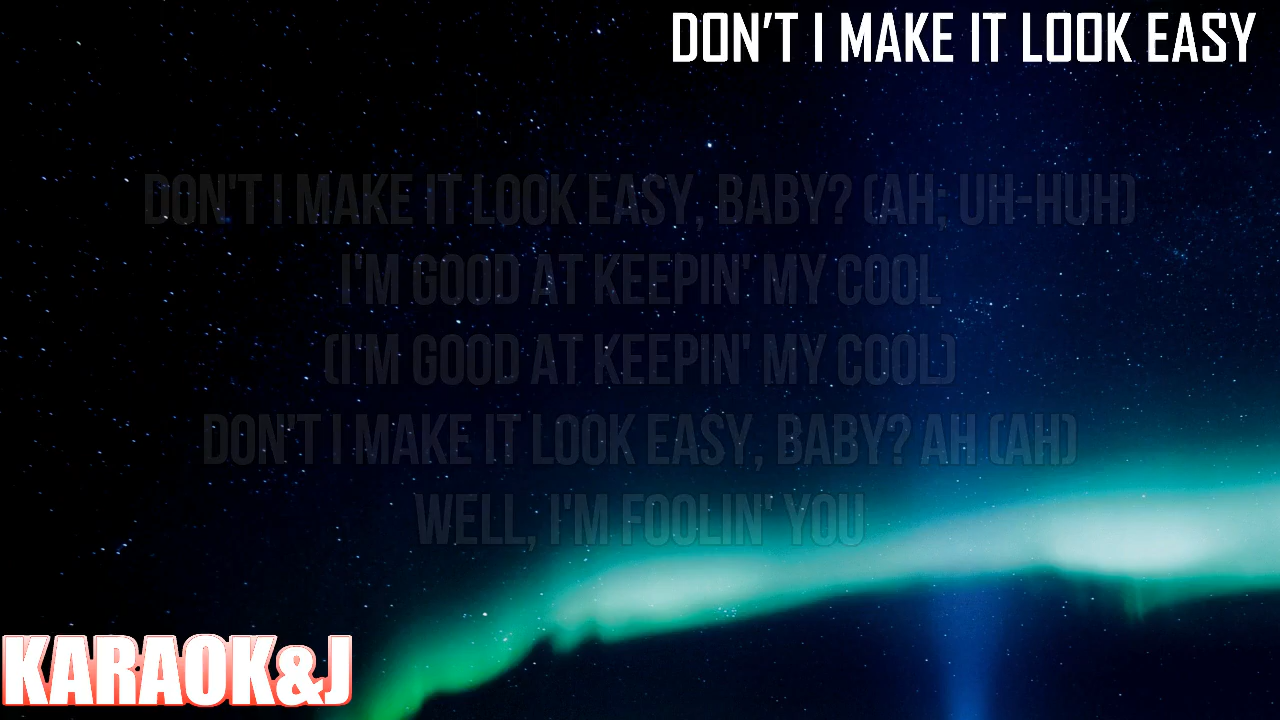 DON'T I MAKE IT LOOK EASY
DON'T I MAKE IT LOOK EASY, BABY? (AH; UH-HUH)
I'M GOOD AT KEEPIN' MY COOL
(I'M GOOD AT KEEPIN' MY COOL)
DON'T I MAKE IT LOOK EASY, BABY? AH (AH)
WELL, I'M FOOLIN' YOU
KARAOK&J